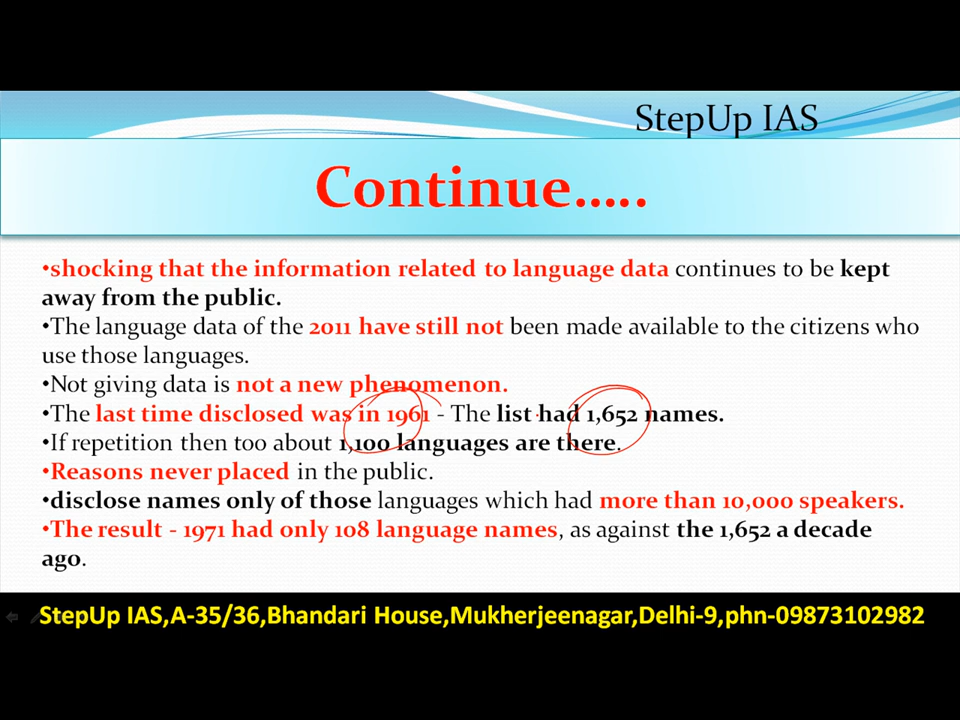 StepUp IAS
Continue.....
•shocking that the information related to language data continues to be kept
away from the public.
•The language data of the 2011 have still not been made available to the citizens who
use those languages.
•Not giving data is not a new phenomenon.
•The last time disclosed was in 1961 - The list had 1,652 names.
•If repetition then too about 1,100 languages are there.
•Reasons never placed in the public.
•disclose names only of those languages which had more than 10,000 speakers.
•The result - 1971 had only 108 language names, as against the 1,652 a decade
ago.
StepUp IAS,A-35/36,Bhandari House,Mukherjeenagar,Delhi-9,phn-09873102982